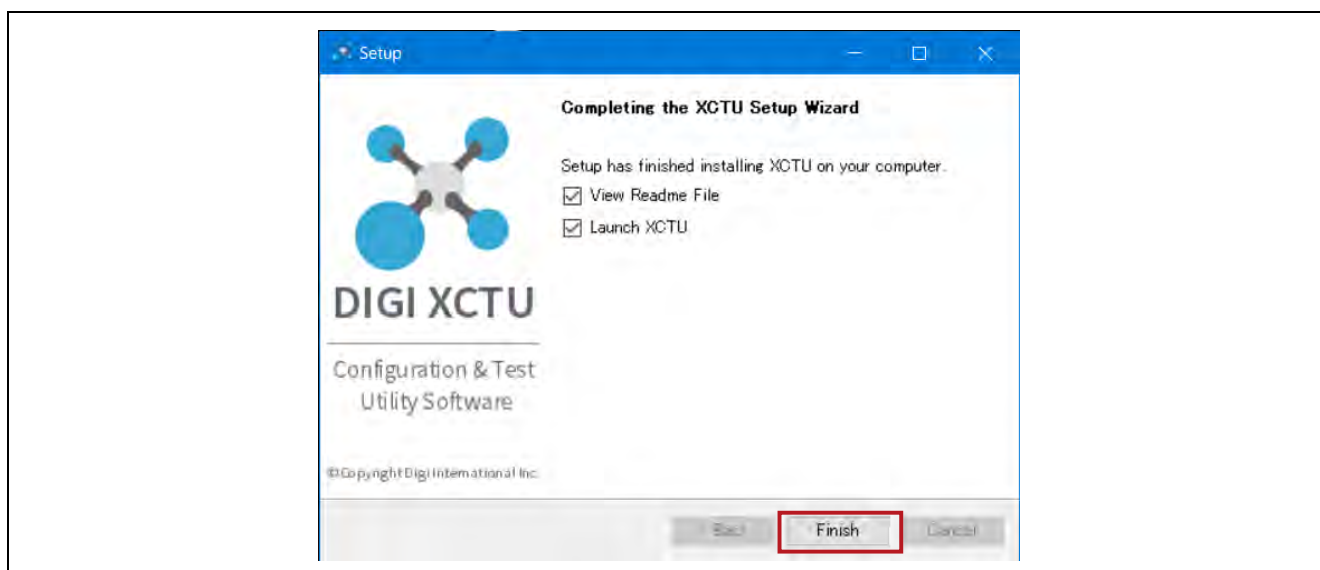 Setup
Completing the XCTU Setup Wizard
Setup has finished installing XCTU on your computer.
View Readme File
Launch XCTU
DIGI XCTU
Configuration & Test
Utility Software
© Copyright Digi International Inc.
Back Finish Cancel